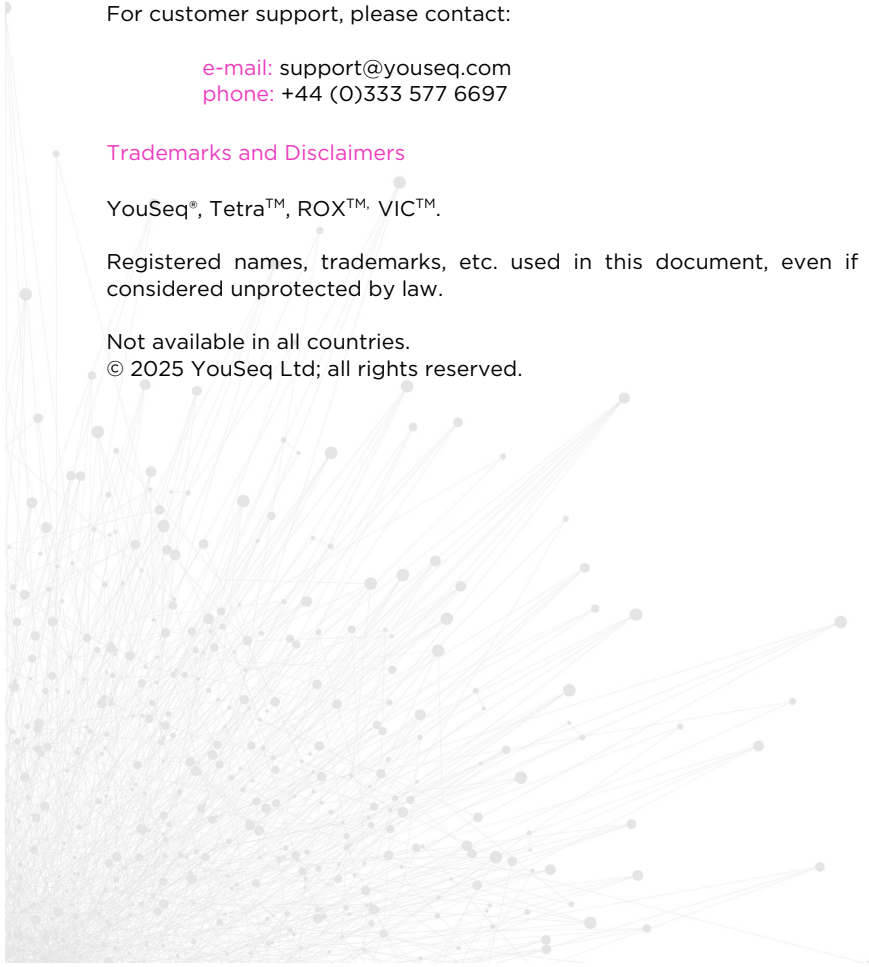 For customer support, please contact:
e-mail: support@youseq.com
phone: +44 (0)333 577 6697
Trademarks and Disclaimers
YouSeq®, Tetra™, ROX™, VIC™.
Registered names, trademarks, etc. used in this document, even if
considered unprotected by law.
Not available in all countries.
© 2025 YouSeq Ltd; all rights reserved.